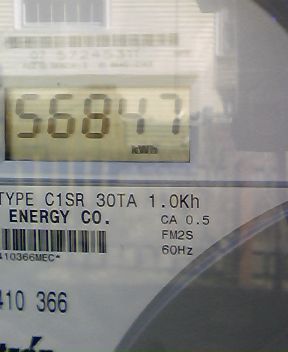 56847
kWh
TYPE C1SR 30TA 1.0Kh
ENERGY CO.
CA 0.5
FM2S
60Hz
410366MEC*
410 366